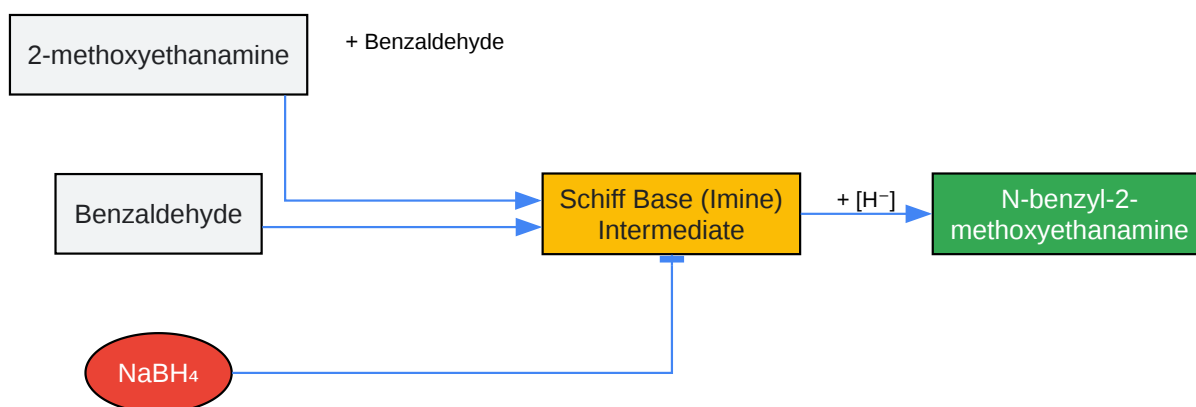 2-methoxyethanamine
+ Benzaldehyde
Benzaldehyde
Schiff Base (Imine)
Intermediate
+ [H⁻]
N-benzyl-2-
methoxyethanamine
NaBH₄